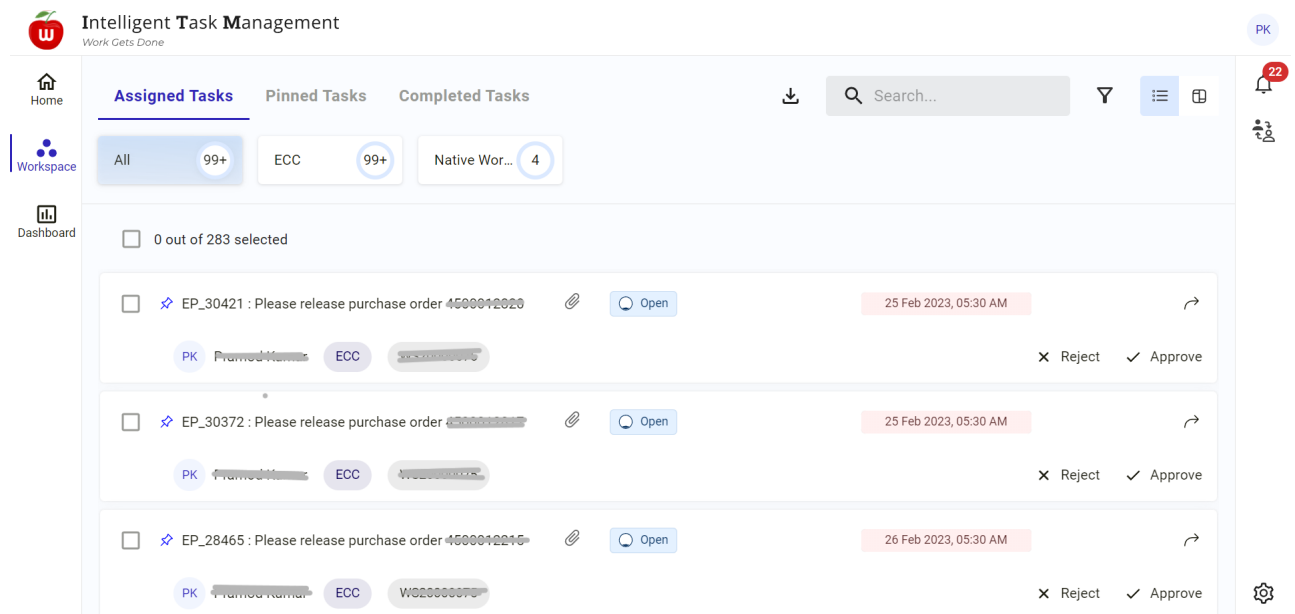 w
Intelligent Task Management
Work Gets Done
PK
Home
Workspace
Dashboard
Assigned Tasks
Pinned Tasks
Completed Tasks
Search...
22
All 99+
ECC 99+
Native Wor... 4
0 out of 283 selected
EP_30421 : Please release purchase order
Open
25 Feb 2023, 05:30 AM
PK
ECC
Reject
Approve
EP_30372 : Please release purchase order
Open
25 Feb 2023, 05:30 AM
PK
ECC
Reject
Approve
EP_28465 : Please release purchase order
Open
26 Feb 2023, 05:30 AM
PK
ECC
Reject
Approve